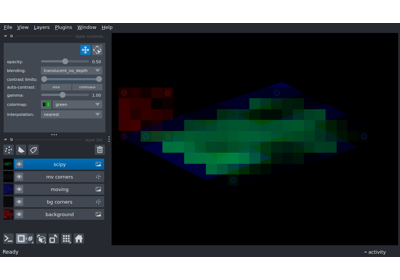 File View Layers Plugins Window Help
opacity: 0.50
blending: translucent_no_depth
contrast limits:
auto-contrast: once continuous
gamma: 1.00
colormap: green
interpolation: nearest
scipy
mv corners
moving
bg corners
background
Ready
activity